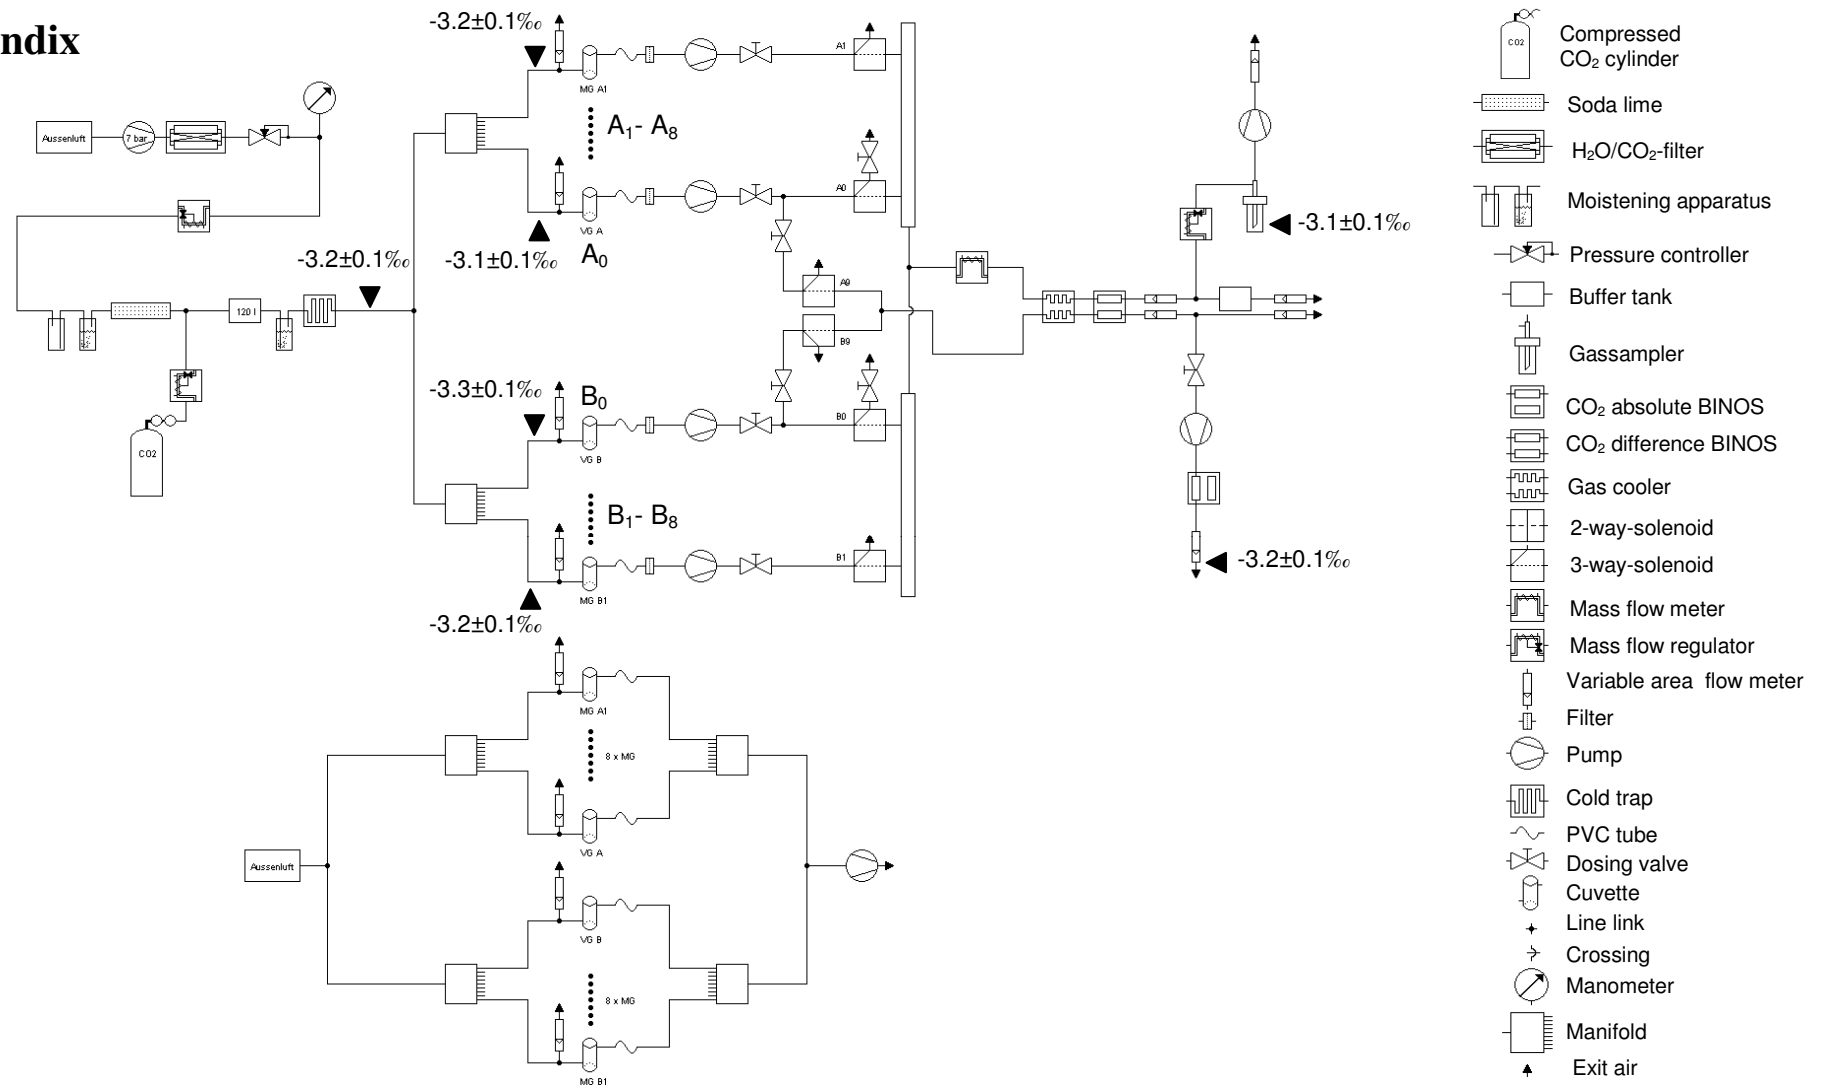 ndix
-3.2±0.1‰
A1
MG A1
A₁- A₈
Aussenluft
7 bar
A0
VG A
-3.1±0.1‰
A₀
-3.2±0.1‰
120 l
A9
B9
-3.1±0.1‰
CO2
-3.3±0.1‰
B₀
B0
VG B
B₁- B₈
B1
MG B1
-3.2±0.1‰
-3.2±0.1‰
MG A1
8 x MG
VG A
Aussenluft
VG B
8 x MG
MG B1
CO2
Compressed
CO₂ cylinder
Soda lime
H₂O/CO₂-filter
Moistening apparatus
Pressure controller
Buffer tank
Gassampler
CO₂ absolute BINOS
CO₂ difference BINOS
Gas cooler
2-way-solenoid
3-way-solenoid
Mass flow meter
Mass flow regulator
Variable area flow meter
Filter
Pump
Cold trap
PVC tube
Dosing valve
Cuvette
Line link
Crossing
Manometer
Manifold
Exit air